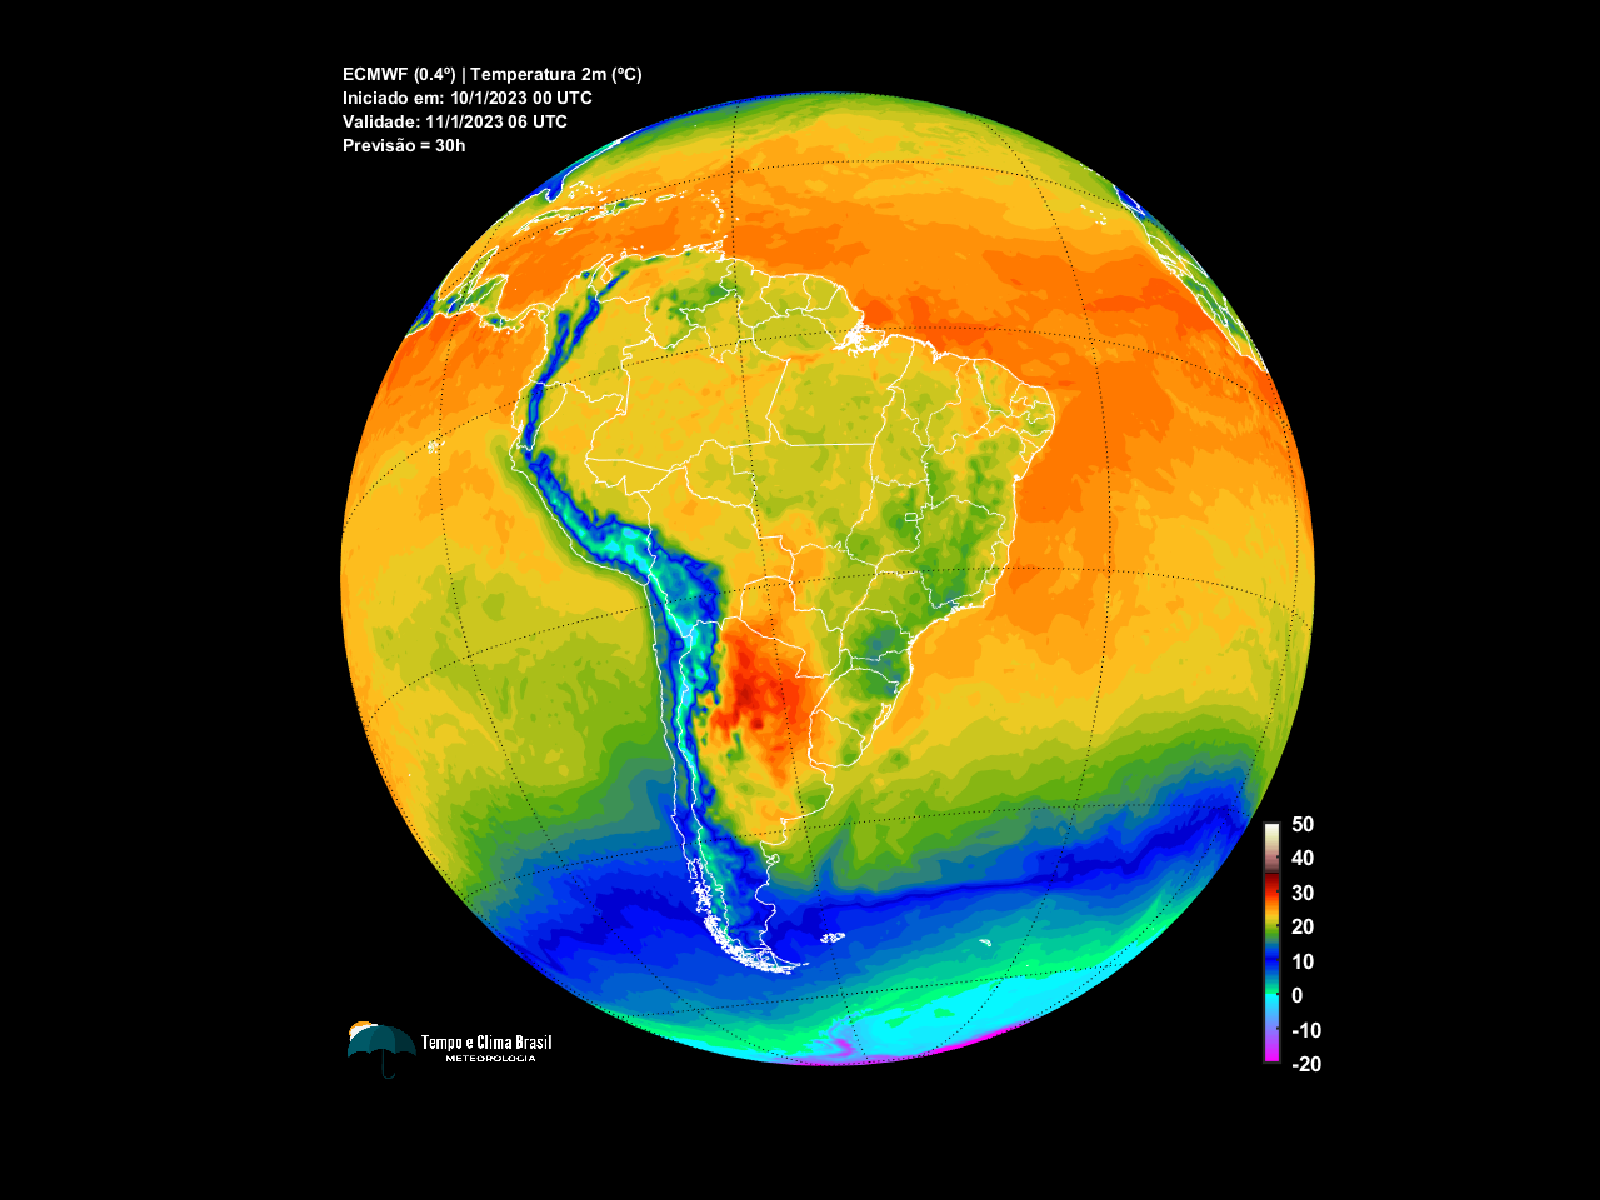 ECMWF (0.4º) | Temperatura 2m (ºC)
Iniciado em: 10/1/2023 00 UTC
Validade: 11/1/2023 06 UTC
Previsão = 30h
50
40
30
20
10
0
-10
-20
Tempo e Clima Brasil
METEOROLOGIA